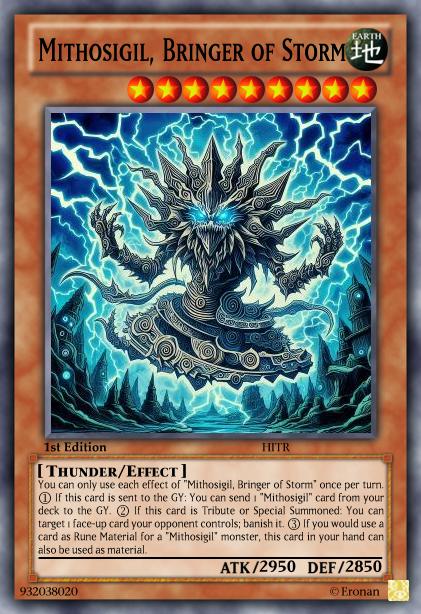 Mithosigil, Bringer of Storm
EARTH
地
1st Edition HITR
[ Thunder/Effect ]
You can only use each effect of "Mithosigil, Bringer of Storm" once per turn.
① If this card is sent to the GY: You can send 1 "Mithosigil" card from your
deck to the GY. ② If this card is Tribute or Special Summoned: You can
target 1 face-up card your opponent controls; banish it. ③ If you would use a
card as Rune Material for a "Mithosigil" monster, this card in your hand can
also be used as material.
ATK/2950 DEF/2850
932038020 © Eronan